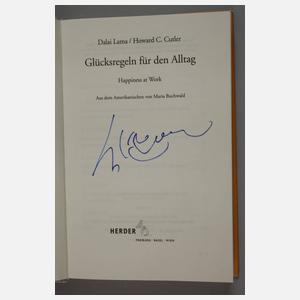 Dalai Lama / Howard C. Cutler
Glücksregeln für den Alltag
Happiness at Work
Aus dem Amerikanischen von Maria Buchwald
HERDER
FREIBURG · BASEL · WIEN